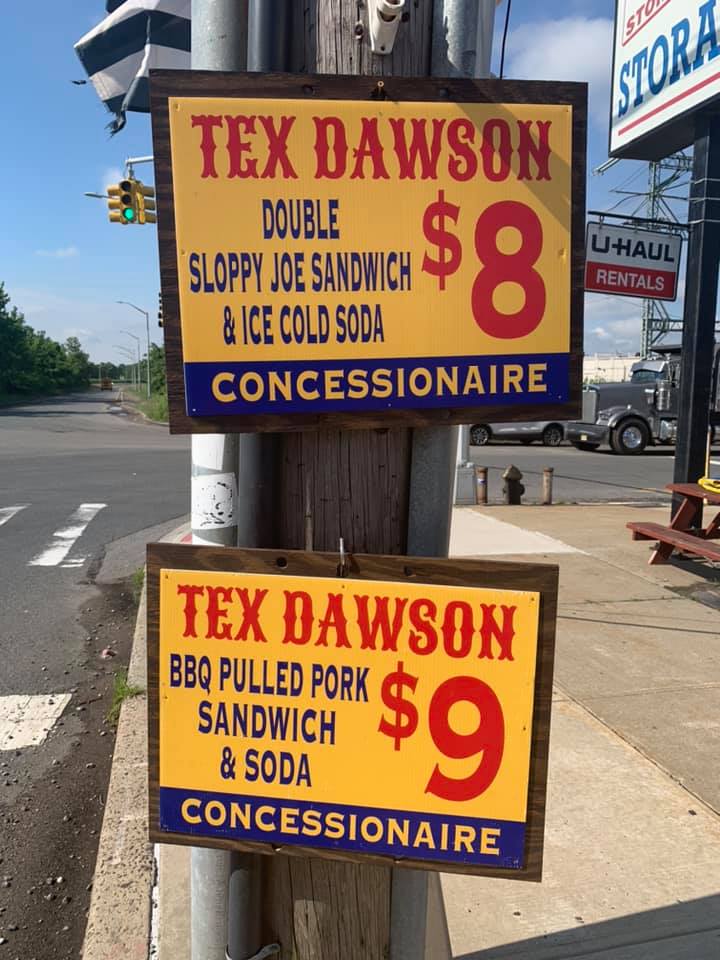 TEX DAWSON
DOUBLE
SLOPPY JOE SANDWICH
& ICE COLD SODA
$8
CONCESSIONAIRE
TEX DAWSON
BBQ PULLED PORK
SANDWICH
& SODA
$9
CONCESSIONAIRE
STORA
U-HAUL
RENTALS